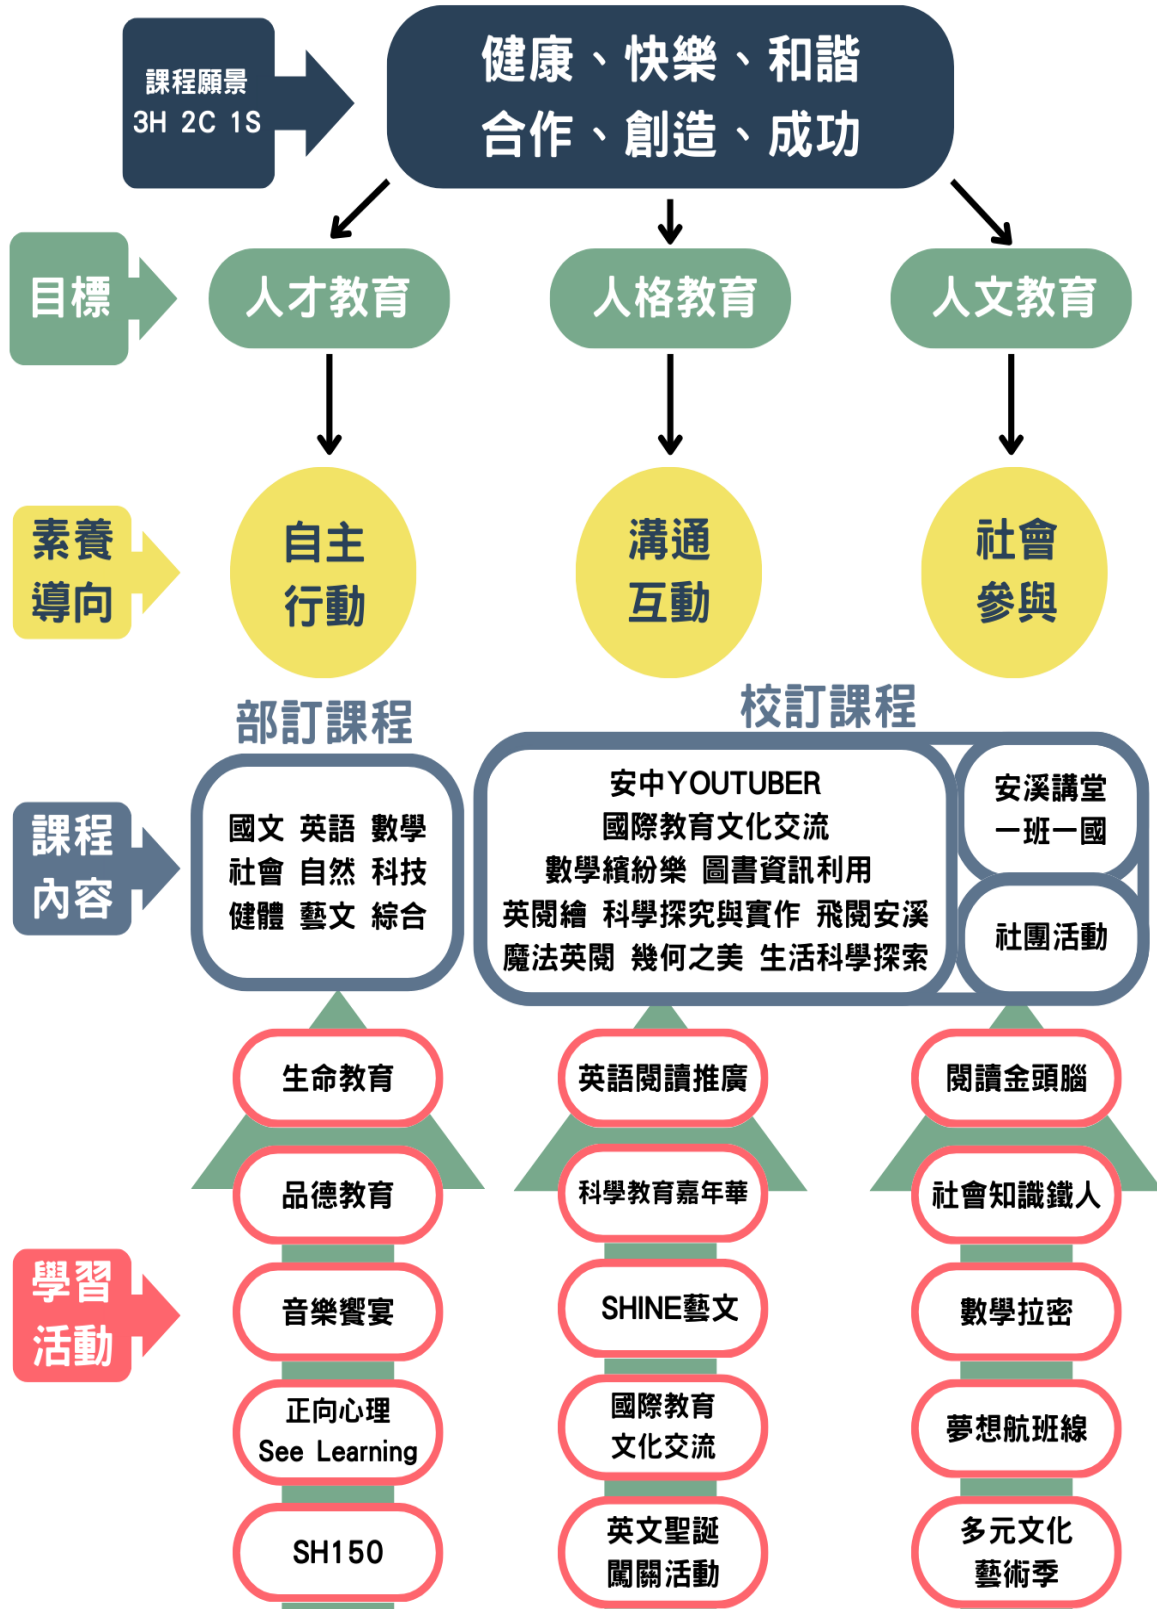 課程願景
3H 2C 1S
健康、快樂、和諧
合作、創造、成功
目標
人才教育
人格教育
人文教育
素養
導向
自主
行動
溝通
互動
社會
參與
部訂課程
校訂課程
課程
內容
國文 英語 數學
社會 自然 科技
健體 藝文 綜合
安中YOUTUBER
國際教育文化交流
數學繽紛樂 圖書資訊利用
英閱繪 科學探究與實作 飛閱安溪
魔法英閱 幾何之美 生活科學探索
安溪講堂
一班一國
社團活動
學習
活動
生命教育
品德教育
音樂饗宴
正向心理
See Learning
SH150
英語閱讀推廣
科學教育嘉年華
SHINE藝文
國際教育
文化交流
英文聖誕
闖關活動
閱讀金頭腦
社會知識鐵人
數學拉密
夢想航班線
多元文化
藝術季